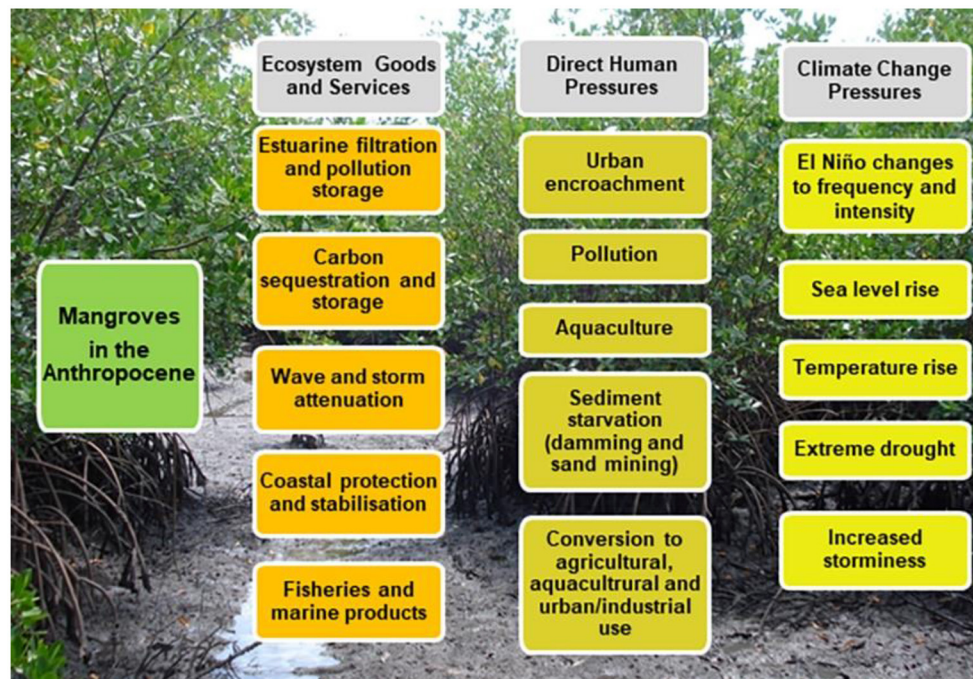 Mangroves
in the
Anthropocene
Ecosystem Goods
and Services
Estuarine filtration
and pollution
storage
Carbon
sequestration and
storage
Wave and storm
attenuation
Coastal protection
and stabilisation
Fisheries and
marine products
Direct Human
Pressures
Urban
encroachment
Pollution
Aquaculture
Sediment
starvation
(damming and
sand mining)
Conversion to
agricultural,
aquacultrural and
urban/industrial
use
Climate Change
Pressures
El Niño changes
to frequency and
intensity
Sea level rise
Temperature rise
Extreme drought
Increased
storminess